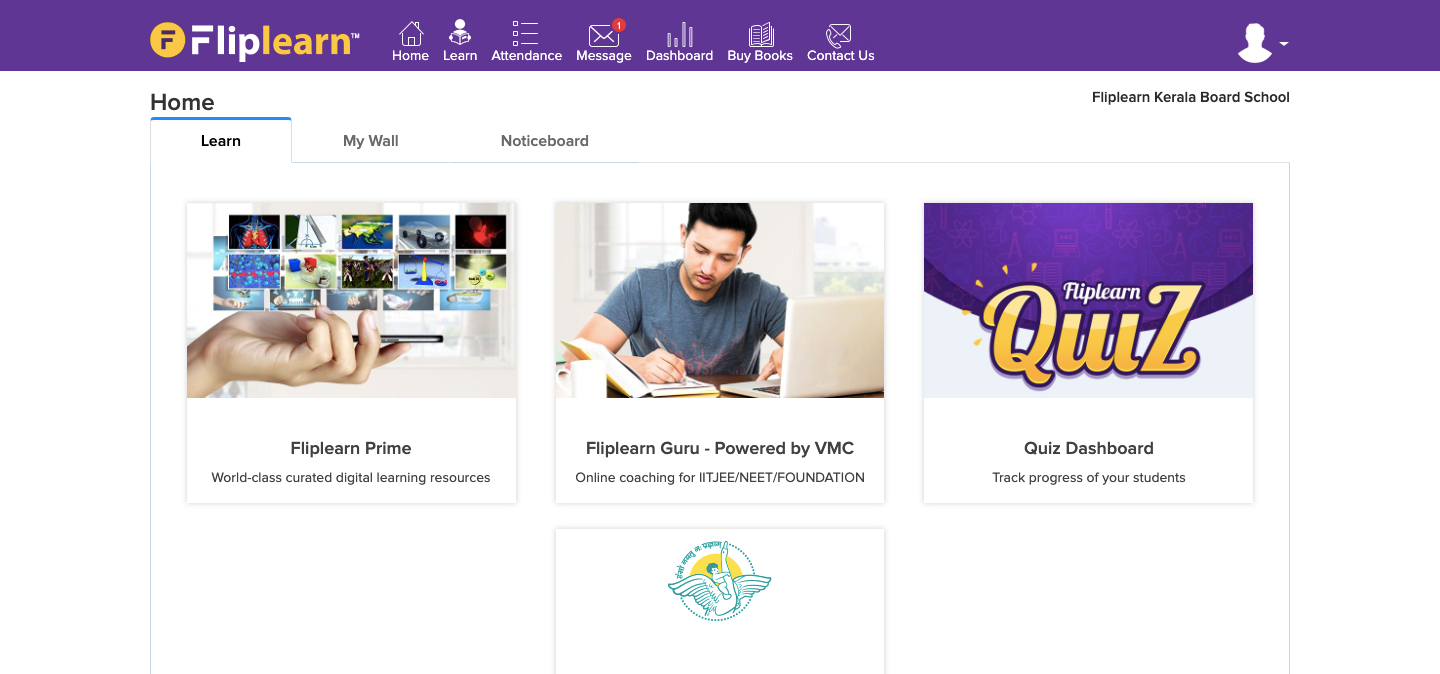 Fliplearn™
1
Home Learn Attendance Message Dashboard Buy Books Contact Us
Home
Fliplearn Kerala Board School
Learn My Wall Noticeboard
Fliplearn
Quiz
Fliplearn Prime
World-class curated digital learning resources
Fliplearn Guru - Powered by VMC
Online coaching for IITJEE/NEET/FOUNDATION
Quiz Dashboard
Track progress of your students